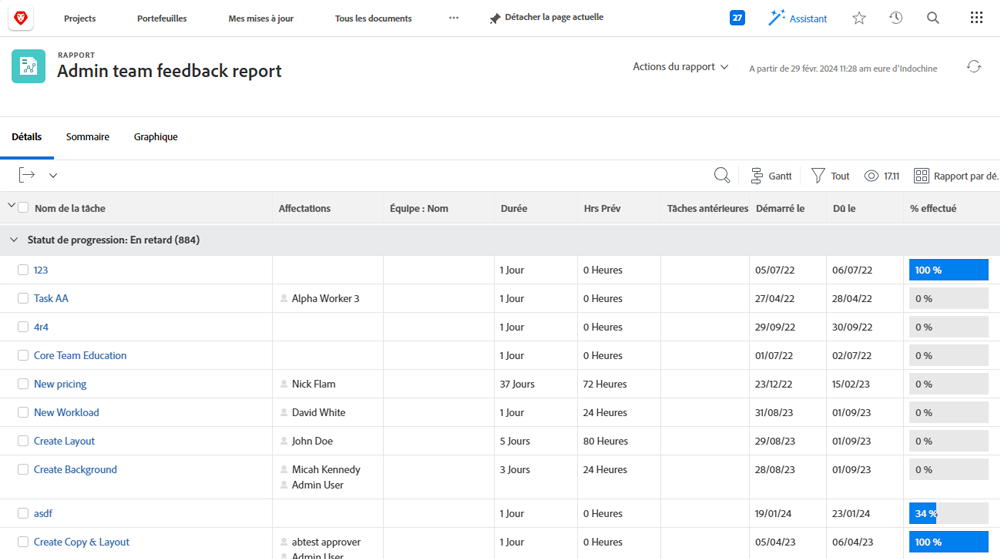 Projects Portefeuilles Mes mises à jour Tous les documents ... Détacher la page actuelle 27 Assistant
RAPPORT
Admin team feedback report
Actions du rapport A partir de 29 févr. 2024 11:28 am eure d'Indochine
Détails Sommaire Graphique
Gantt Tout 17.11 Rapport par dé.
Nom de la tâche Affectations Équipe : Nom Durée Hrs Prév Tâches antérieures Démarré le Dû le % effectué
Statut de progression: En retard (884)
123 1 Jour 0 Heures 05/07/22 06/07/22 100 %
Task AA Alpha Worker 3 1 Jour 0 Heures 27/04/22 28/04/22 0 %
4r4 1 Jour 0 Heures 29/09/22 30/09/22 0 %
Core Team Education 1 Jour 0 Heures 01/07/22 02/07/22 0 %
New pricing Nick Flam 37 Jours 72 Heures 23/12/22 15/02/23 0 %
New Workload David White 1 Jour 24 Heures 31/08/23 01/09/23 0 %
Create Layout John Doe 5 Jours 80 Heures 29/08/23 01/09/23 0 %
Create Background Micah Kennedy 3 Jours 24 Heures 28/08/23 01/09/23 0 %
Admin User
asdf 1 Jour 0 Heures 19/01/24 23/01/24 34 %
Create Copy & Layout abtest approver 1 Jour 0 Heures 05/04/23 06/04/23 100 %
Admin User